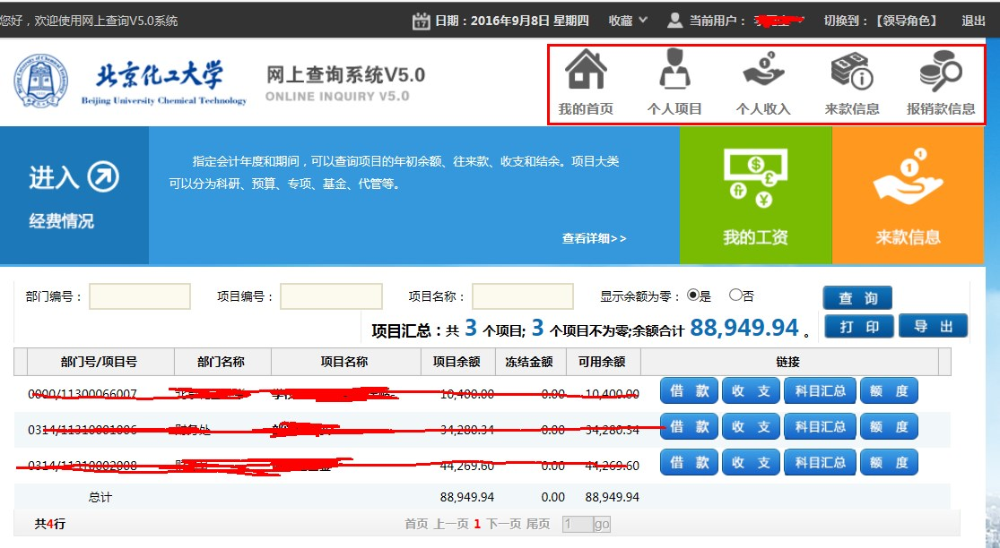 您好，欢迎使用网上查询V5.0系统 17 日期：2016年9月8日 星期四 收藏 当前用户： 切换到：【领导角色】 退出
北京化工大学
Beijing University Chemical Technology
网上查询系统V5.0
ONLINE INQUIRY V5.0
我的首页 个人项目 个人收入 来款信息 报销款信息
进入
经费情况
指定会计年度和期间，可以查询项目的年初余额、往来款、收支和结余。项目大类
可以分为科研、预算、专项、基金、代管等。
查看详细>>
我的工资
来款信息
部门编号： 项目编号： 项目名称： 显示余额为零： 是 否 查 询
项目汇总：共 3 个项目; 3 个项目不为零;余额合计 88,949.94 。 打 印 导 出
部门号/项目号 部门名称 项目名称 项目余额 冻结金额 可用余额 链接
0000/11300066007 10,400.00 0.00 10,400.00 借 款 收 支 科目汇总 额 度
0314/11310001006 财务处 34,280.34 0.00 34,280.34 借 款 收 支 科目汇总 额 度
0314/11310002008 44,269.60 0.00 44,269.60 借 款 收 支 科目汇总 额 度
总计 88,949.94 0.00 88,949.94
共4行 首页 上一页 1 下一页 尾页 1 go